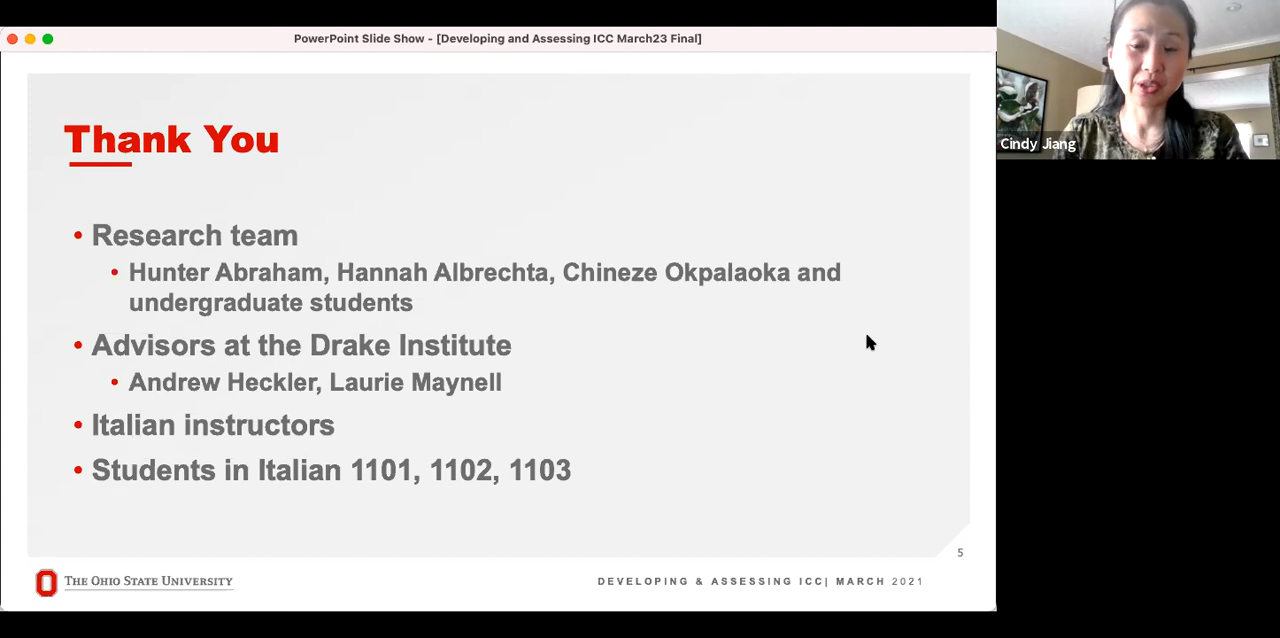 PowerPoint Slide Show - [Developing and Assessing ICC March23 Final]
Thank You
• Research team
• Hunter Abraham, Hannah Albrechta, Chineze Okpalaoka and
undergraduate students
• Advisors at the Drake Institute
• Andrew Heckler, Laurie Maynell
• Italian instructors
• Students in Italian 1101, 1102, 1103
5
THE OHIO STATE UNIVERSITY
DEVELOPING & ASSESSING ICC| MARCH 2021
Cindy Jiang